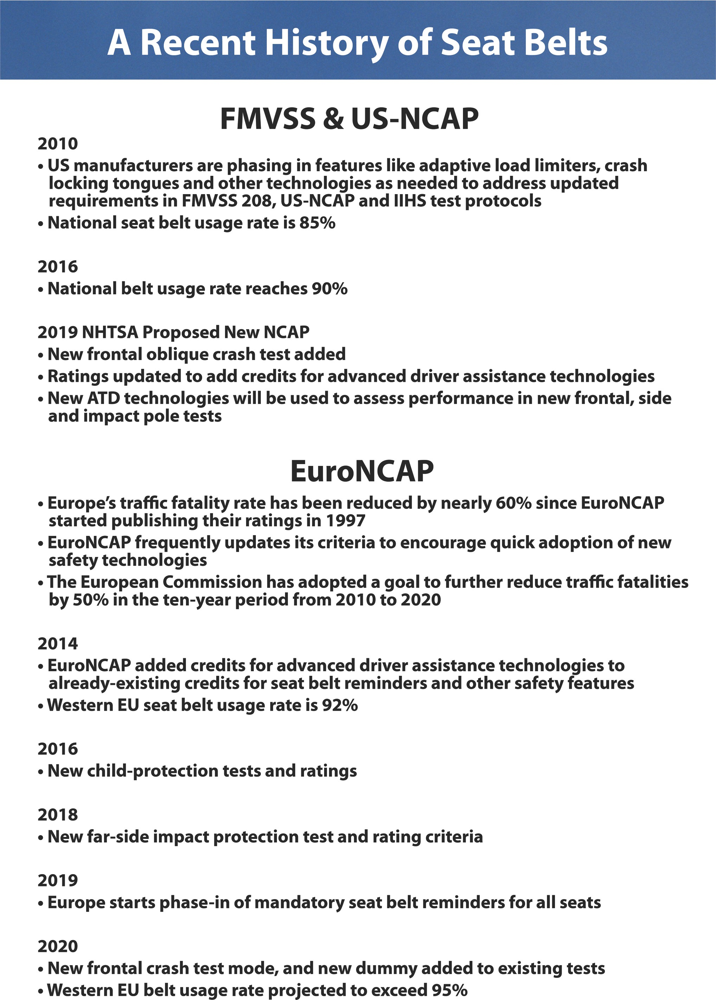 A Recent History of Seat Belts
FMVSS & US-NCAP
2010
• US manufacturers are phasing in features like adaptive load limiters, crash
locking tongues and other technologies as needed to address updated
requirements in FMVSS 208, US-NCAP and IIHS test protocols
• National seat belt usage rate is 85%
2016
• National belt usage rate reaches 90%
2019 NHTSA Proposed New NCAP
• New frontal oblique crash test added
• Ratings updated to add credits for advanced driver assistance technologies
• New ATD technologies will be used to assess performance in new frontal, side
and impact pole tests
EuroNCAP
• Europe’s traffic fatality rate has been reduced by nearly 60% since EuroNCAP
started publishing their ratings in 1997
• EuroNCAP frequently updates its criteria to encourage quick adoption of new
safety technologies
• The European Commission has adopted a goal to further reduce traffic fatalities
by 50% in the ten-year period from 2010 to 2020
2014
• EuroNCAP added credits for advanced driver assistance technologies to
already-existing credits for seat belt reminders and other safety features
• Western EU seat belt usage rate is 92%
2016
• New child-protection tests and ratings
2018
• New far-side impact protection test and rating criteria
2019
• Europe starts phase-in of mandatory seat belt reminders for all seats
2020
• New frontal crash test mode, and new dummy added to existing tests
• Western EU belt usage rate projected to exceed 95%